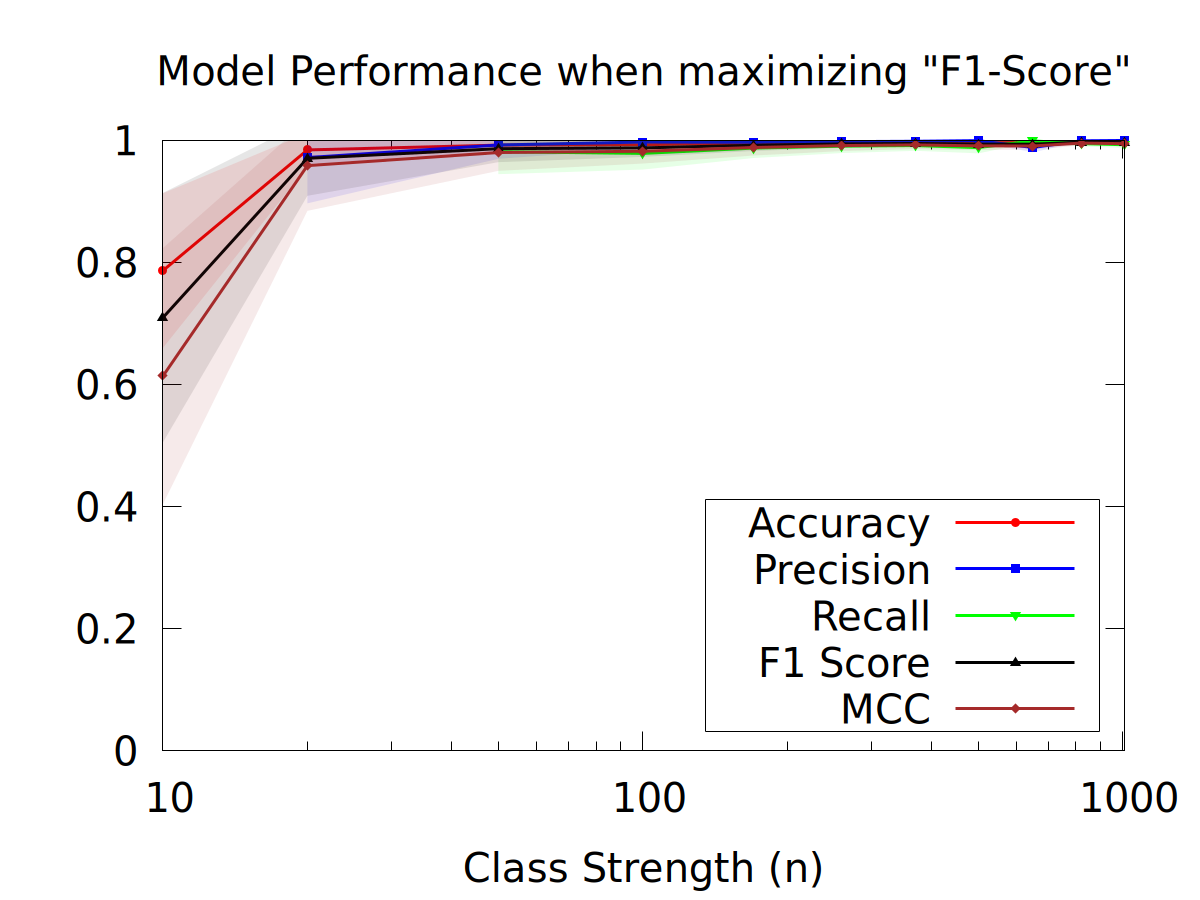 Model Performance when maximizing "F1-Score"
1
0.8
0.6
0.4
0.2
0
Accuracy
Precision
Recall
F1 Score
MCC
10 100 1000
Class Strength (n)